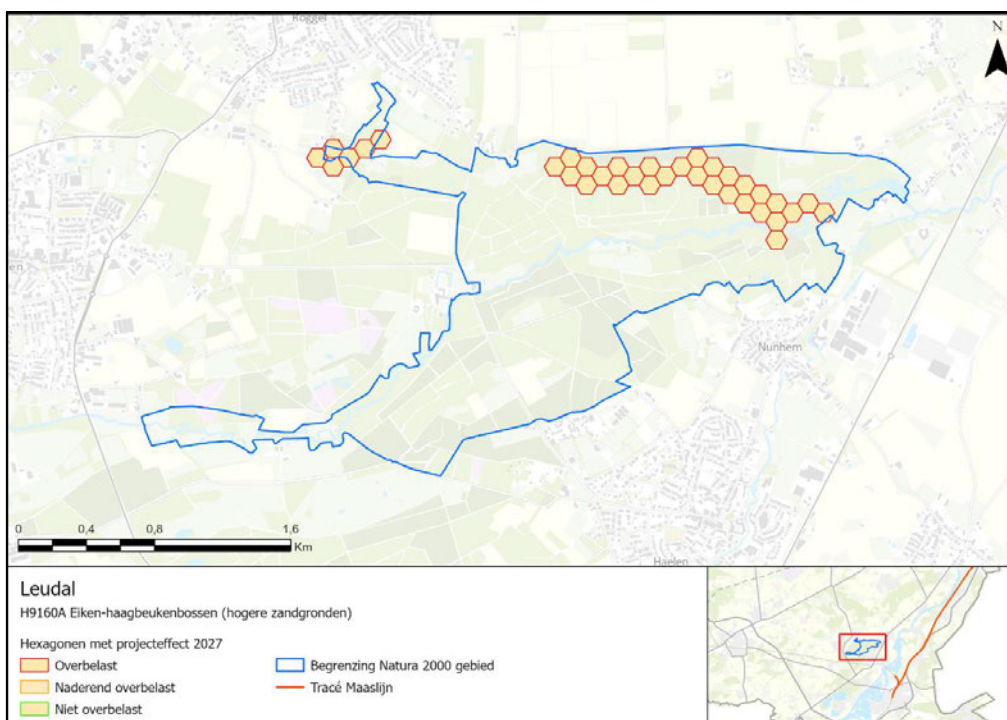 Roggel
N
en
Nunhem
Haelen
0 0,4 0,8 1,6
Km
Leudal
H9160A Eiken-haagbeukenbossen (hogere zandgronden)
Hexagonen met projecteffect 2027
Overbelast
Naderend overbelast
Niet overbelast
Begrenzing Natura 2000 gebied
Tracé Maaslijn